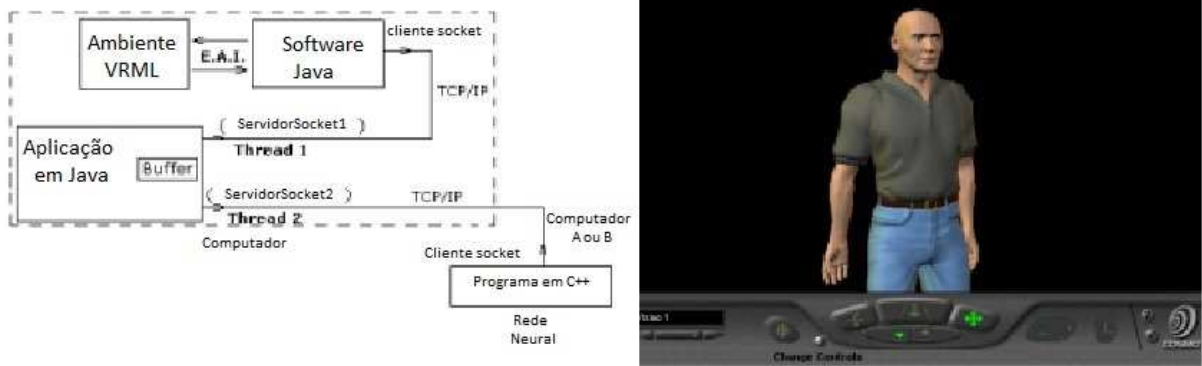 Ambiente
VRML
E.A.I.
Software
Java
cliente socket
TCP/IP
( ServidorSocket1 )
Thread 1
Aplicação
em Java
Buffer
( ServidorSocket2 )
TCP/IP
Thread 2
Computador
Computador
A ou B
Cliente socket
Programa em C++
Rede
Neural
Change Controls